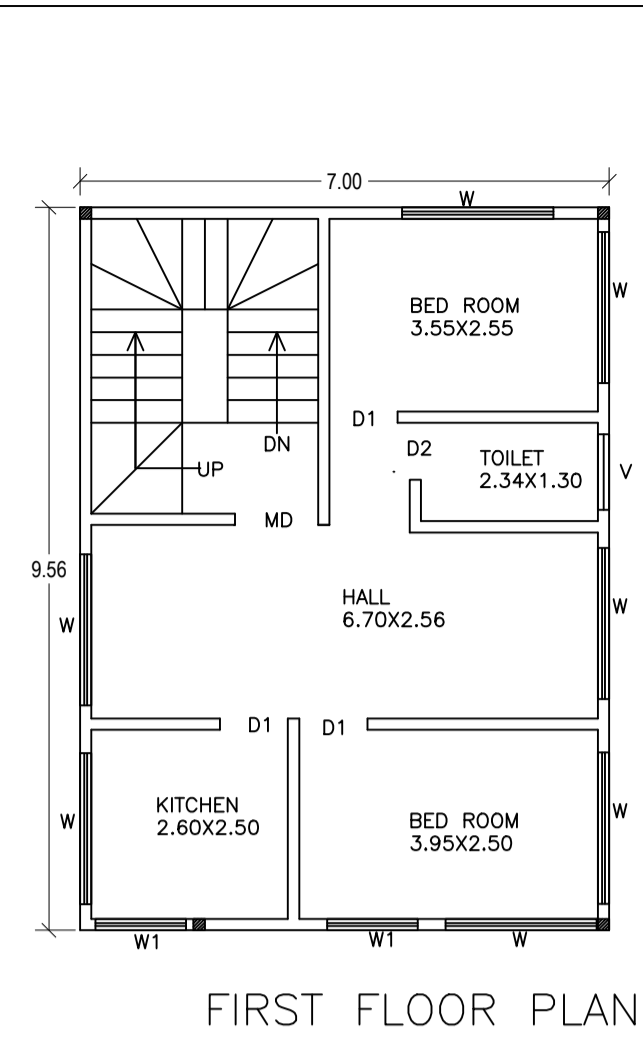 7.00
W
W
BED ROOM
3.55X2.55
D1
D2
DN
TOILET
2.34X1.30
V
UP
MD
9.56
HALL
6.70X2.56
W
W
D1
D1
KITCHEN
2.60X2.50
W
W
BED ROOM
3.95X2.50
W1
W1
W
FIRST FLOOR PLAN